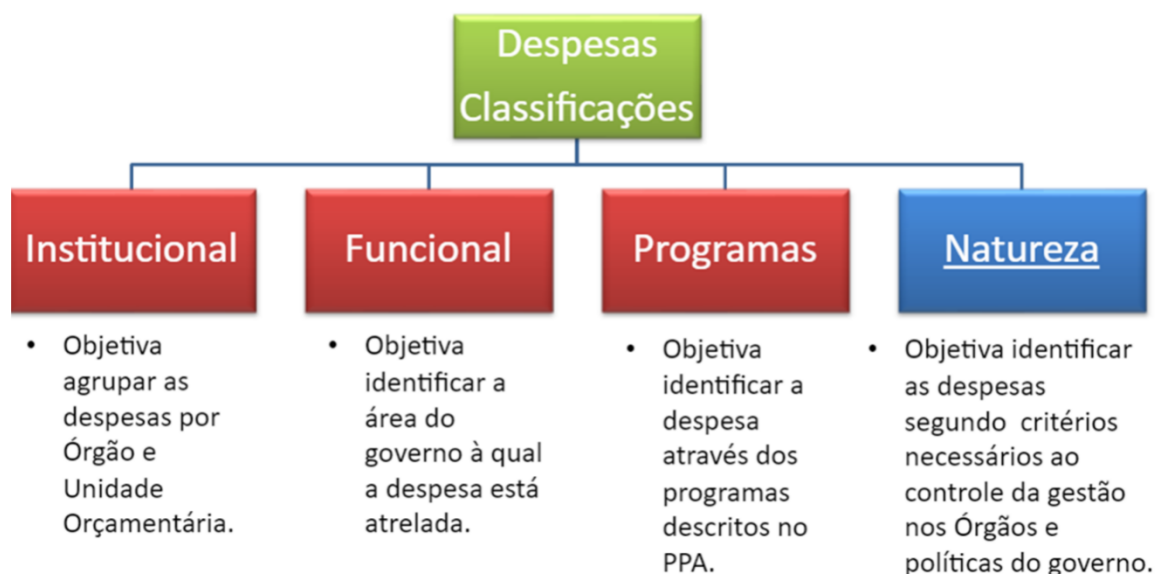 Despesas
Classificações
Institucional
• Objetiva
agrupar as
despesas por
Órgão e
Unidade
Orçamentária.
Funcional
• Objetiva
identificar a
área do
governo à qual
a despesa está
atrelada.
Programas
• Objetiva
identificar a
despesa
através dos
programas
descritos no
PPA.
Natureza
• Objetiva identificar
as despesas
segundo critérios
necessários ao
controle da gestão
nos Órgãos e
políticas do governo.